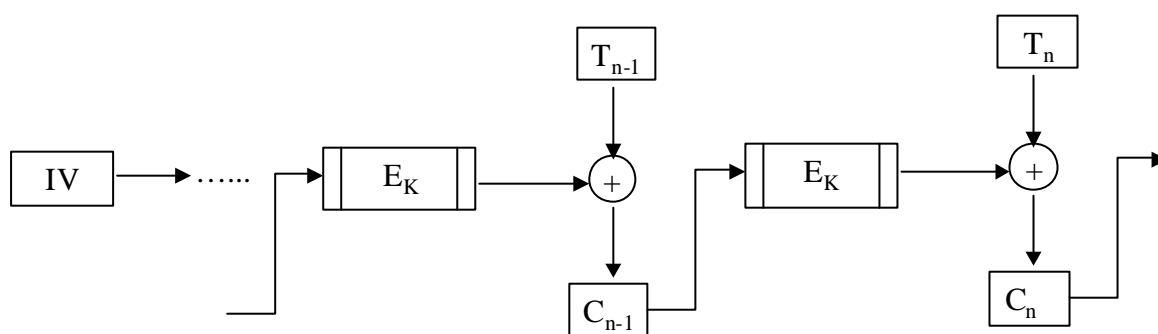 T_{n-1}
T_n
IV
…...
E_K
+
E_K
+
C_{n-1}
C_n